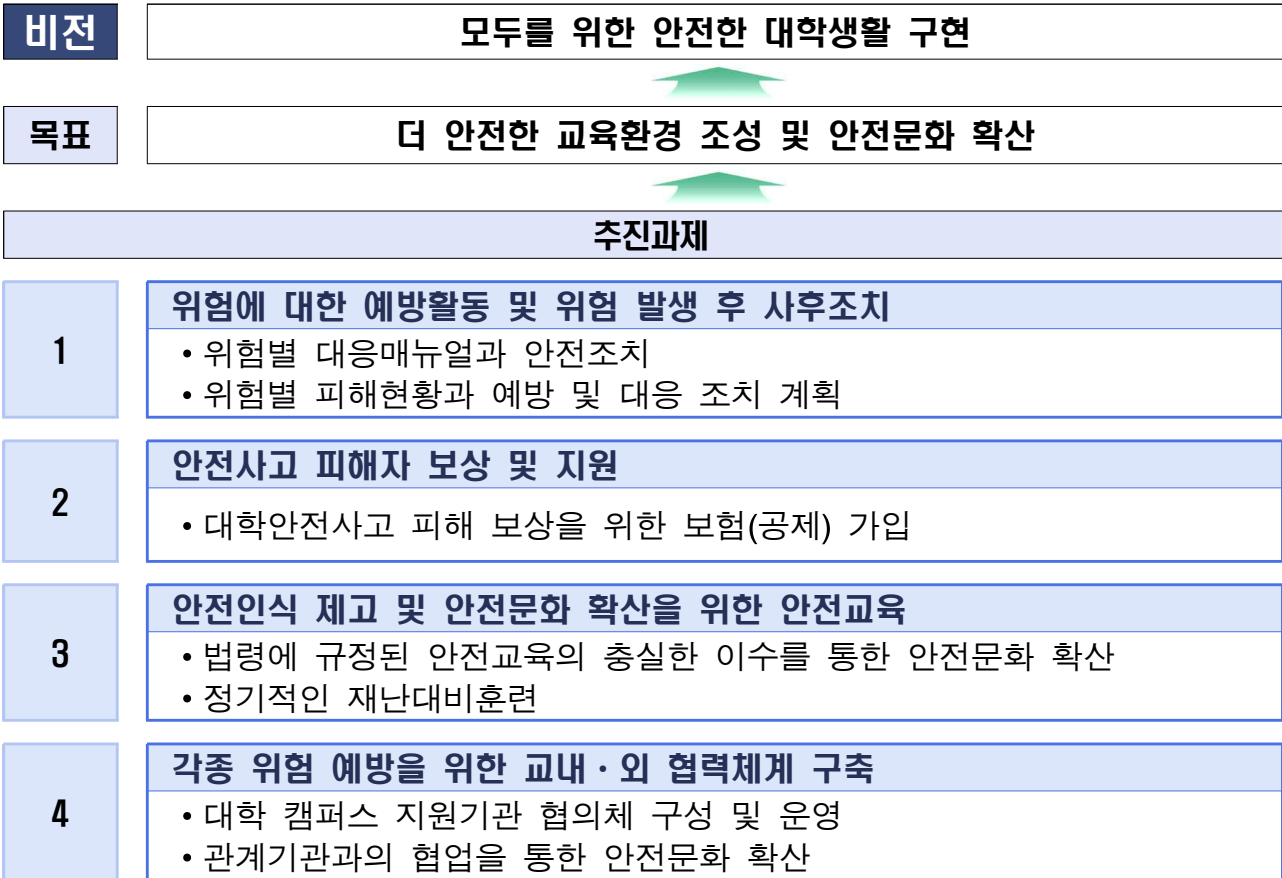 비전
모두를 위한 안전한 대학생활 구현
목표
더 안전한 교육환경 조성 및 안전문화 확산
추진과제
1
위험에 대한 예방활동 및 위험 발생 후 사후조치
• 위험별 대응매뉴얼과 안전조치
• 위험별 피해현황과 예방 및 대응 조치 계획
2
안전사고 피해자 보상 및 지원
• 대학안전사고 피해 보상을 위한 보험(공제) 가입
3
안전인식 제고 및 안전문화 확산을 위한 안전교육
• 법령에 규정된 안전교육의 충실한 이수를 통한 안전문화 확산
• 정기적인 재난대비훈련
4
각종 위험 예방을 위한 교내·외 협력체계 구축
• 대학 캠퍼스 지원기관 협의체 구성 및 운영
• 관계기관과의 협업을 통한 안전문화 확산